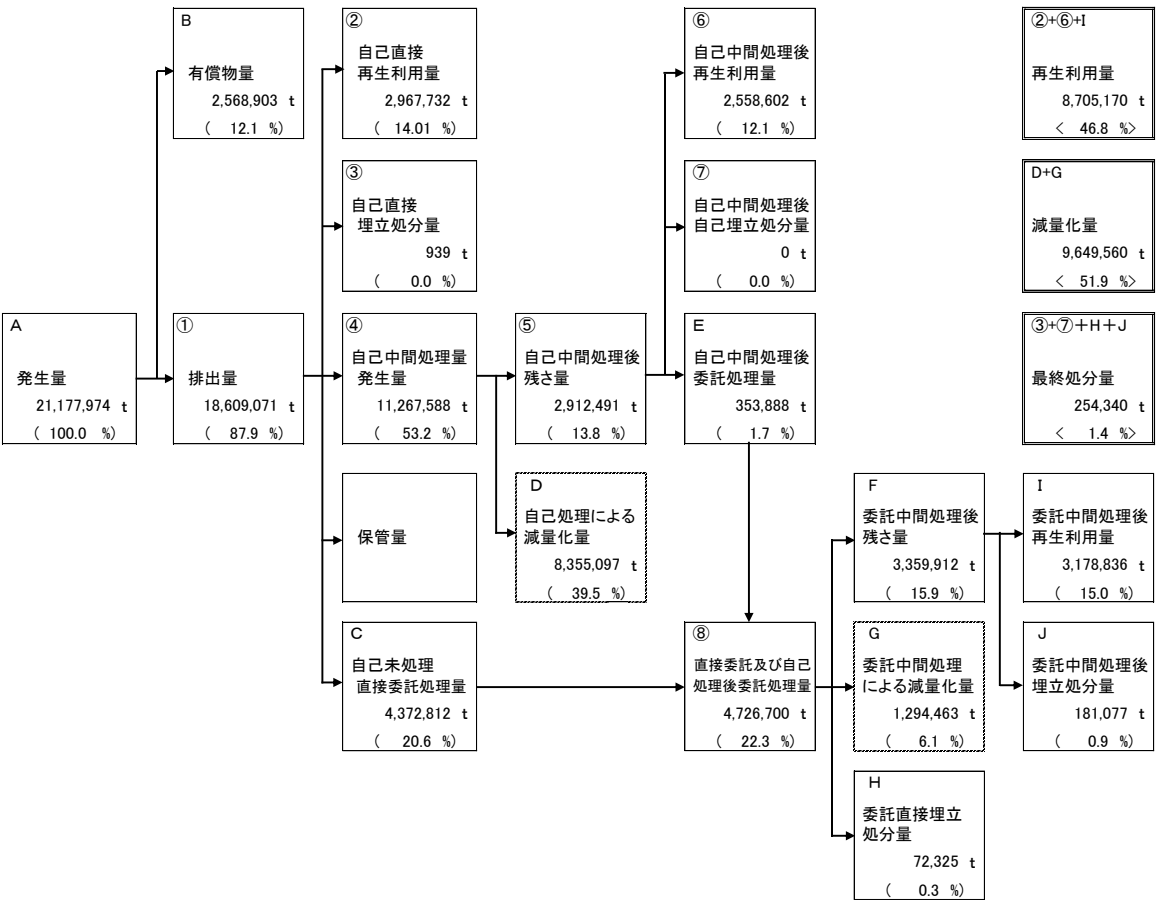 B
有償物量
2,568,903 t
( 12.1 %)
②
自己直接
再生利用量
2,967,732 t
( 14.01 %)
⑥
自己中間処理後
再生利用量
2,558,602 t
( 12.1 %)
②+⑥+I
再生利用量
8,705,170 t
< 46.8 %>
③
自己直接
埋立処分量
939 t
( 0.0 %)
⑦
自己中間処理後
自己埋立処分量
0 t
( 0.0 %)
D+G
減量化量
9,649,560 t
< 51.9 %>
A
発生量
21,177,974 t
( 100.0 %)
①
排出量
18,609,071 t
( 87.9 %)
④
自己中間処理量
発生量
11,267,588 t
( 53.2 %)
⑤
自己中間処理後
残さ量
2,912,491 t
( 13.8 %)
E
自己中間処理後
委託処理量
353,888 t
( 1.7 %)
③+⑦+H+J
最終処分量
254,340 t
< 1.4 %>
保管量
D
自己処理による
減量化量
8,355,097 t
( 39.5 %)
F
委託中間処理後
残さ量
3,359,912 t
( 15.9 %)
I
委託中間処理後
再生利用量
3,178,836 t
( 15.0 %)
C
自己未処理
直接委託処理量
4,372,812 t
( 20.6 %)
⑧
直接委託及び自己
処理後委託処理量
4,726,700 t
( 22.3 %)
G
委託中間処理
による減量化量
1,294,463 t
( 6.1 %)
J
委託中間処理後
埋立処分量
181,077 t
( 0.9 %)
H
委託直接埋立
処分量
72,325 t
( 0.3 %)